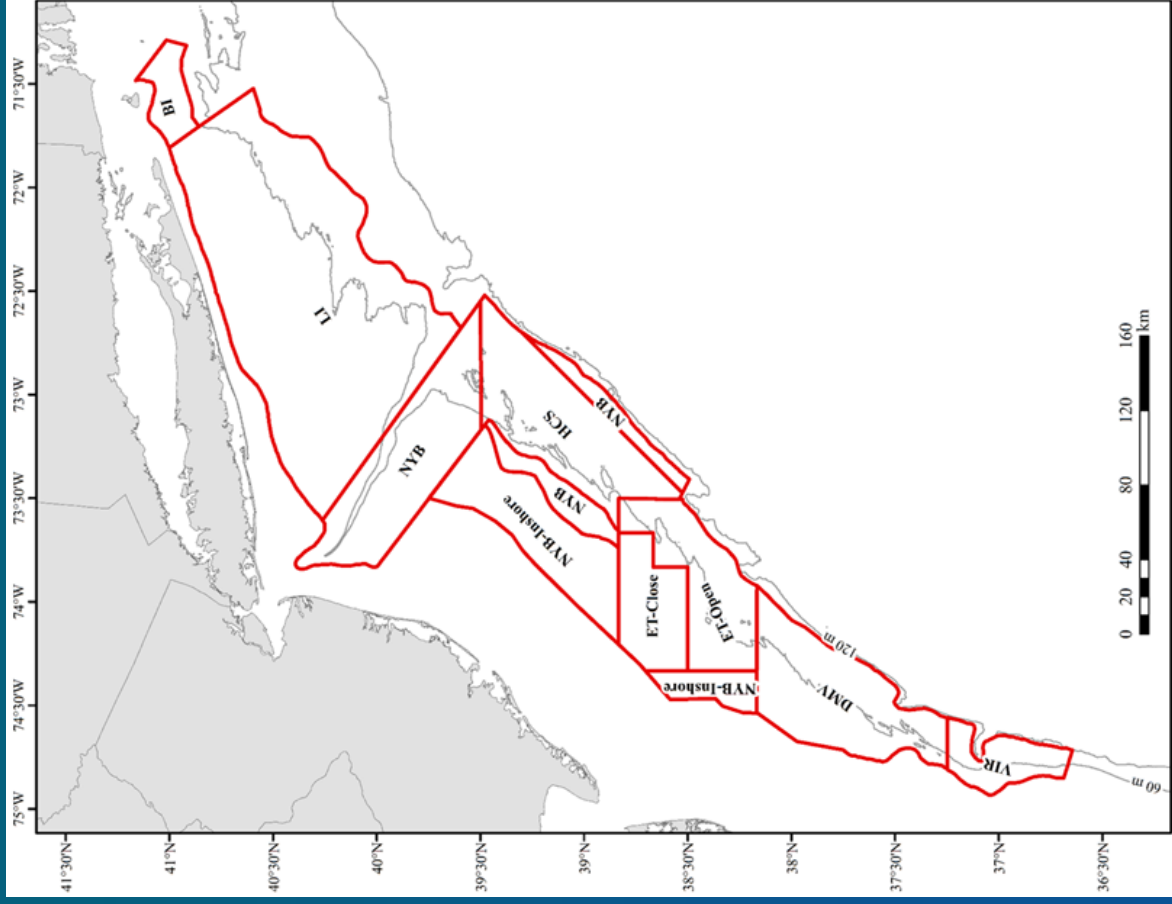 75°W
74°30'W
74°W
73°30'W
73°W
72°30'W
72°W
71°30'W
41°30'N
41°N
40°30'N
40°N
39°30'N
39°N
38°30'N
38°N
37°30'N
37°N
36°30'N
BI
LI
NYB
HCS
NYB
NYB
NYB-Inshore
ET-Close
ET-Open
NYB-Inshore
DMV
VIR
120 m
60 m
0 20 40 80 120 160
km